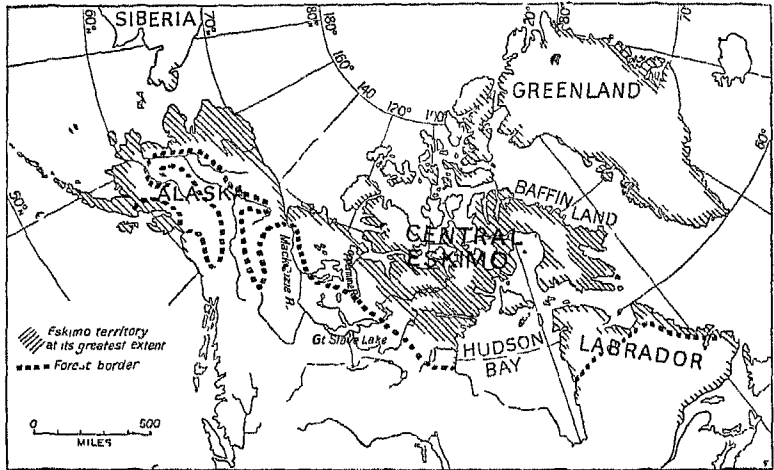 SIBERIA
60°
70°
80°
180°
160°
140
120°
100°
20°
80°
70°
60°
50°
GREENLAND
ALASKA
BAFFIN LAND
CENTRAL
ESKIMO
Mackenzie R.
Gt Slave Lake
HUDSON
BAY
LABRADOR
Eskimo territory
at its greatest extent
Forest border
0 500
MILES